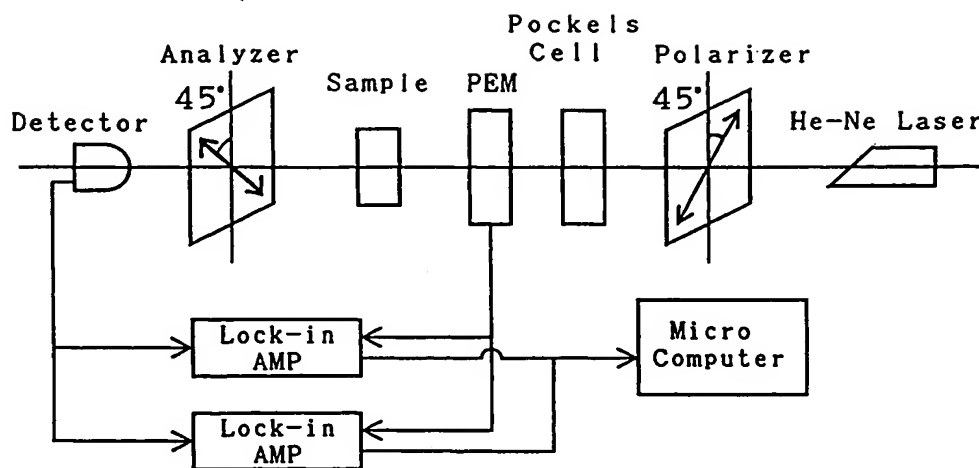 Pockels
Cell
Analyzer
Polarizer
Sample
PEM
45°
45°
Detector
He-Ne Laser
Lock-in
AMP
Micro
Computer
Lock-in
AMP